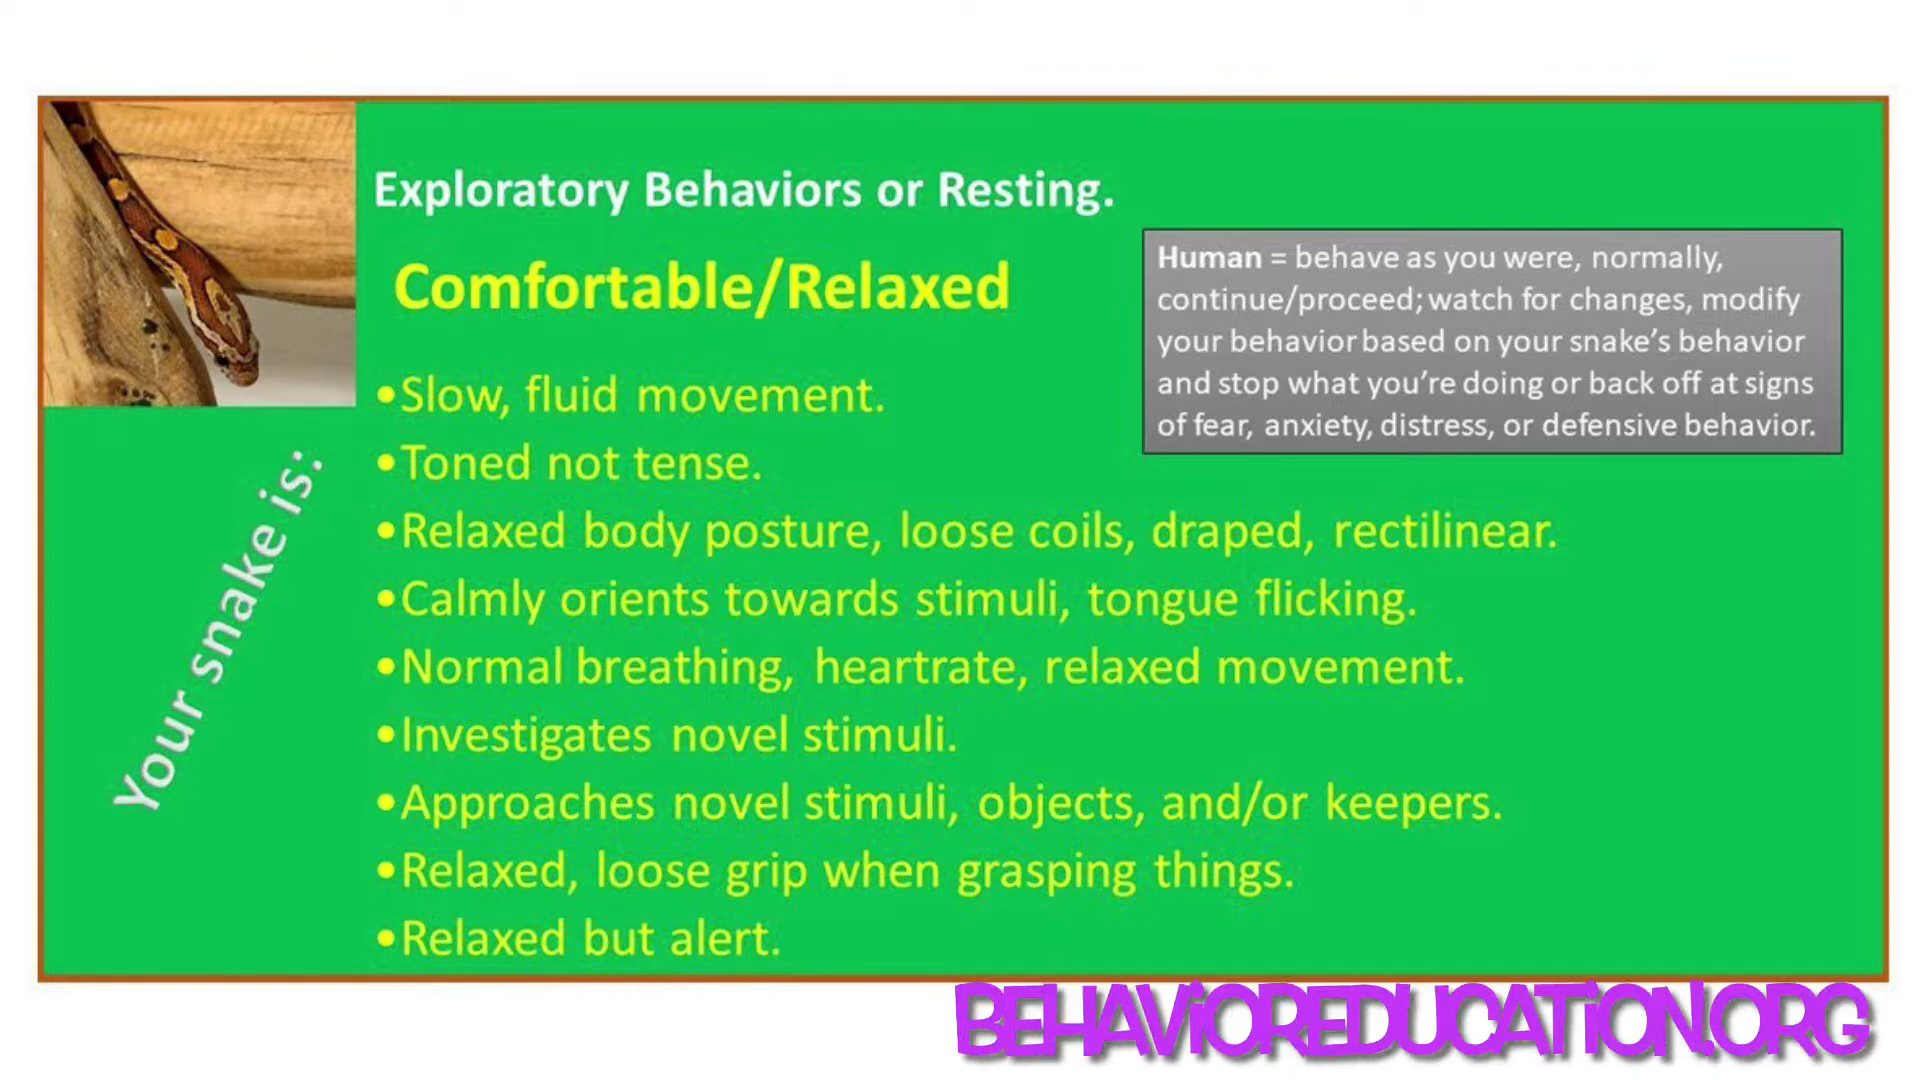 Exploratory Behaviors or Resting.
Comfortable/Relaxed
Human = behave as you were, normally,
continue/proceed; watch for changes, modify
your behavior based on your snake's behavior
and stop what you're doing or back off at signs
of fear, anxiety, distress, or defensive behavior.
Your snake is:
•Slow, fluid movement.
•Toned not tense.
•Relaxed body posture, loose coils, draped, rectilinear.
•Calmly orients towards stimuli, tongue flicking.
•Normal breathing, heartrate, relaxed movement.
•Investigates novel stimuli.
•Approaches novel stimuli, objects, and/or keepers.
•Relaxed, loose grip when grasping things.
•Relaxed but alert.
BEHAViOREDUCATiON.ORG